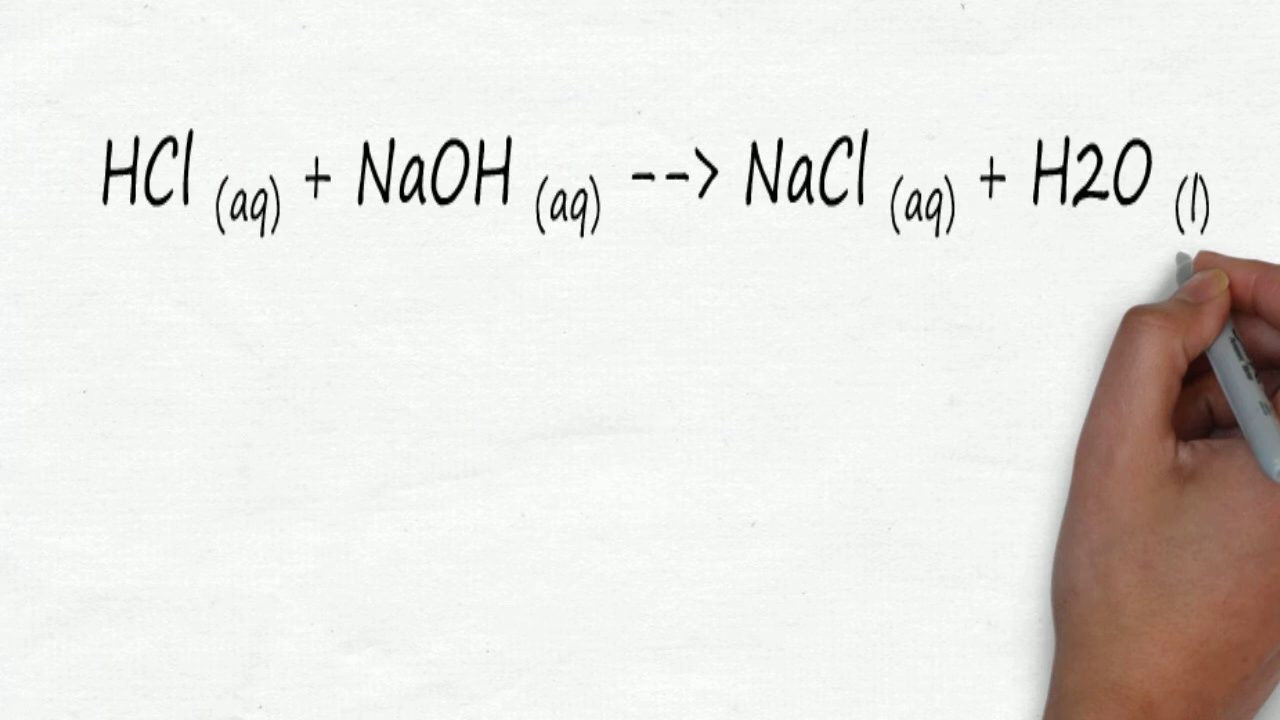 HCl (aq) + NaOH (aq) --> NaCl (aq) + H2O (l)